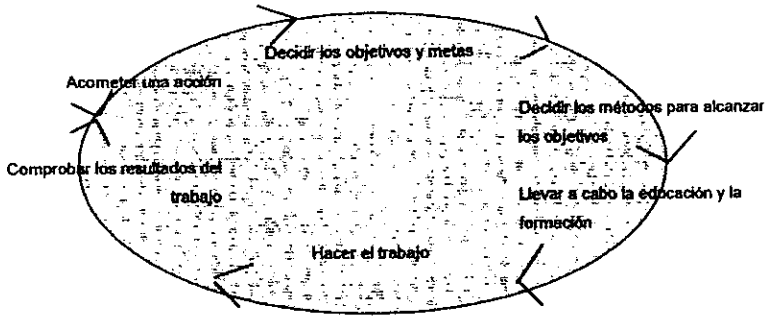 Decidir los objetivos y metas
Acometer una acción
Decidir los métodos para alcanzar
los objetivos
Comprobar los resultados del
trabajo
Llevar a cabo la educación y la
formación
Hacer el trabajo